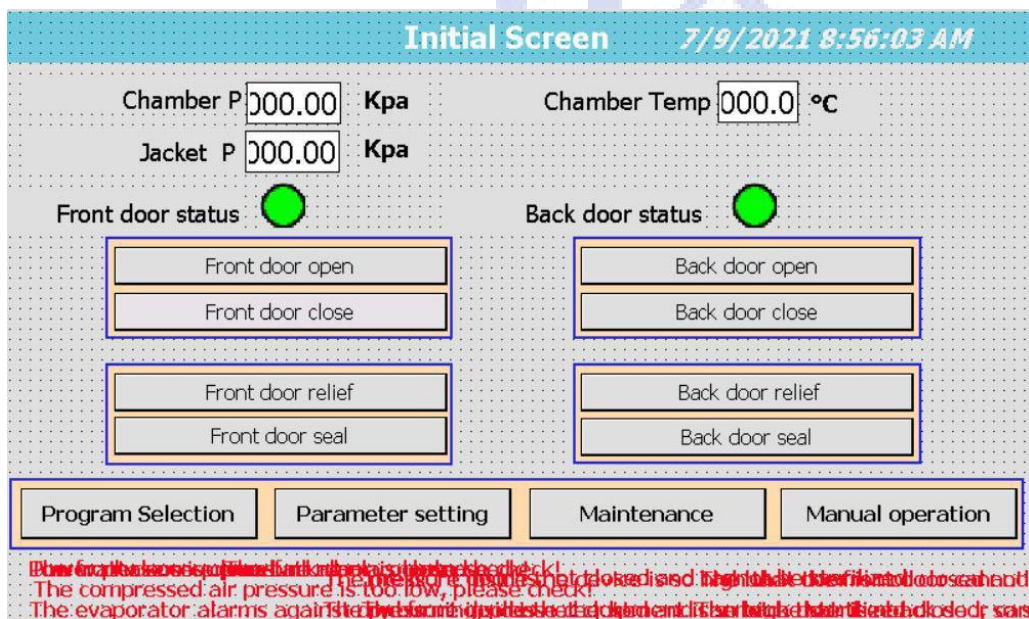 Initial Screen 7/9/2021 8:56:03 AM
Chamber P 000.00 Kpa Chamber Temp 000.0 °C
Jacket P 000.00 Kpa
Front door status Back door status
Front door open Back door open
Front door close Back door close
Front door relief Back door relief
Front door seal Back door seal
Program Selection Parameter setting Maintenance Manual operation
The compressed air pressure is too low, please check!
The evaporator alarms